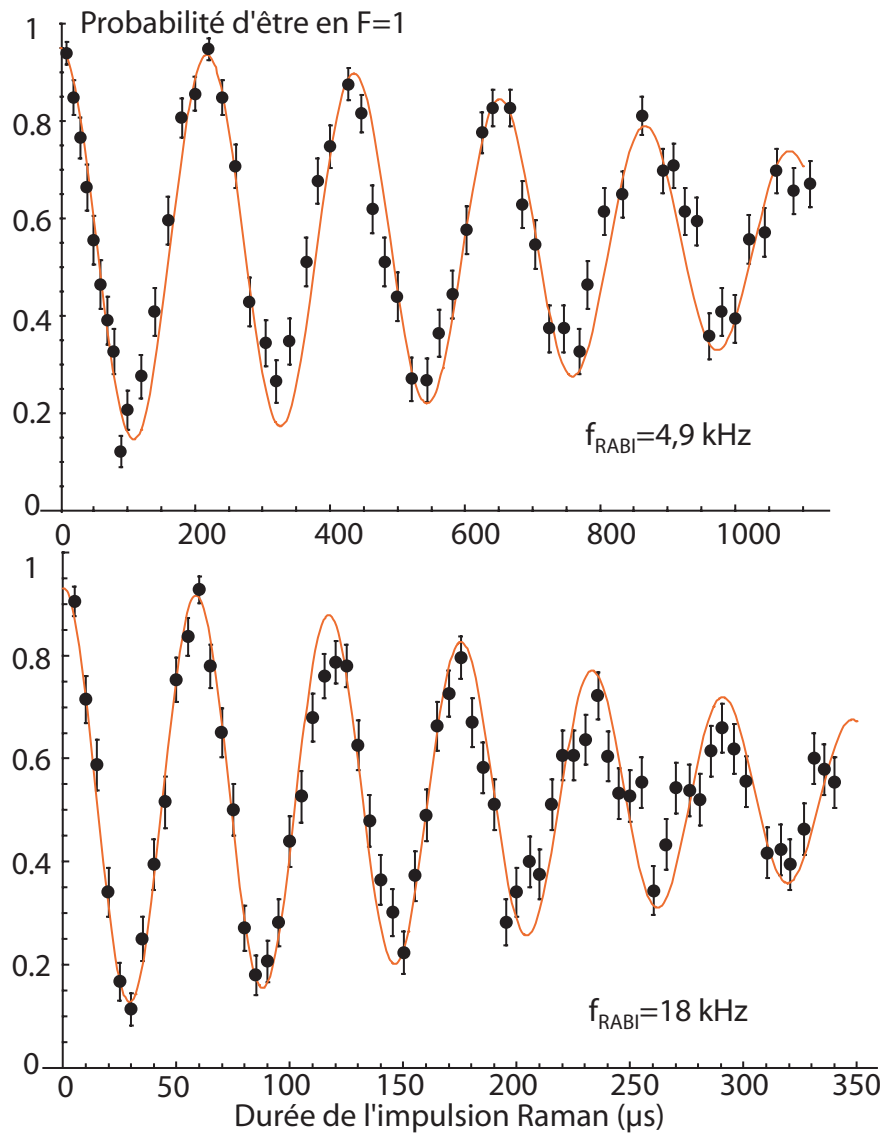 Probabilité d'être en F=1
1
0.8
0.6
0.4
0.2
0
f_RABI=4,9 kHz
0 200 400 600 800 1000
1
0.8
0.6
0.4
0.2
0
f_RABI=18 kHz
0 50 100 150 200 250 300 350
Durée de l'impulsion Raman (µs)